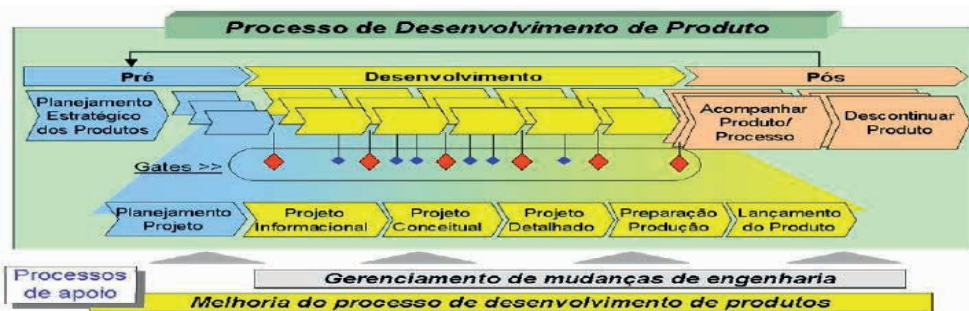 Processo de Desenvolvimento de Produto
Pré
Desenvolvimento
Pós
Planejamento
Estratégico
dos Produtos
Acompanhar
Produto/
Processo
Descontinuar
Produto
Gates >>
Planejamento
Projeto
Projeto
Informacional
Projeto
Conceitual
Projeto
Detalhado
Preparação
Produção
Lançamento
do Produto
Processos
de apoio
Gerenciamento de mudanças de engenharia
Melhoria do processo de desenvolvimento de produtos